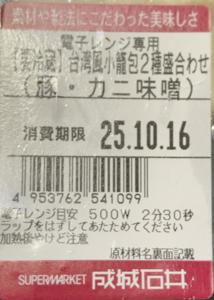 素材や製法にこだわった美味しさ
電子レンジ専用
【要冷蔵】台湾風小籠包2種盛合わせ
(豚・カニ味噌)
消費期限 25.10.16
4 953762 541099
電子レンジ目安 500W 2分30秒
ラップをはずしてあたためてください
加熱後やけど注意
原材料名裏面記載
SUPERMARKET 成城石井